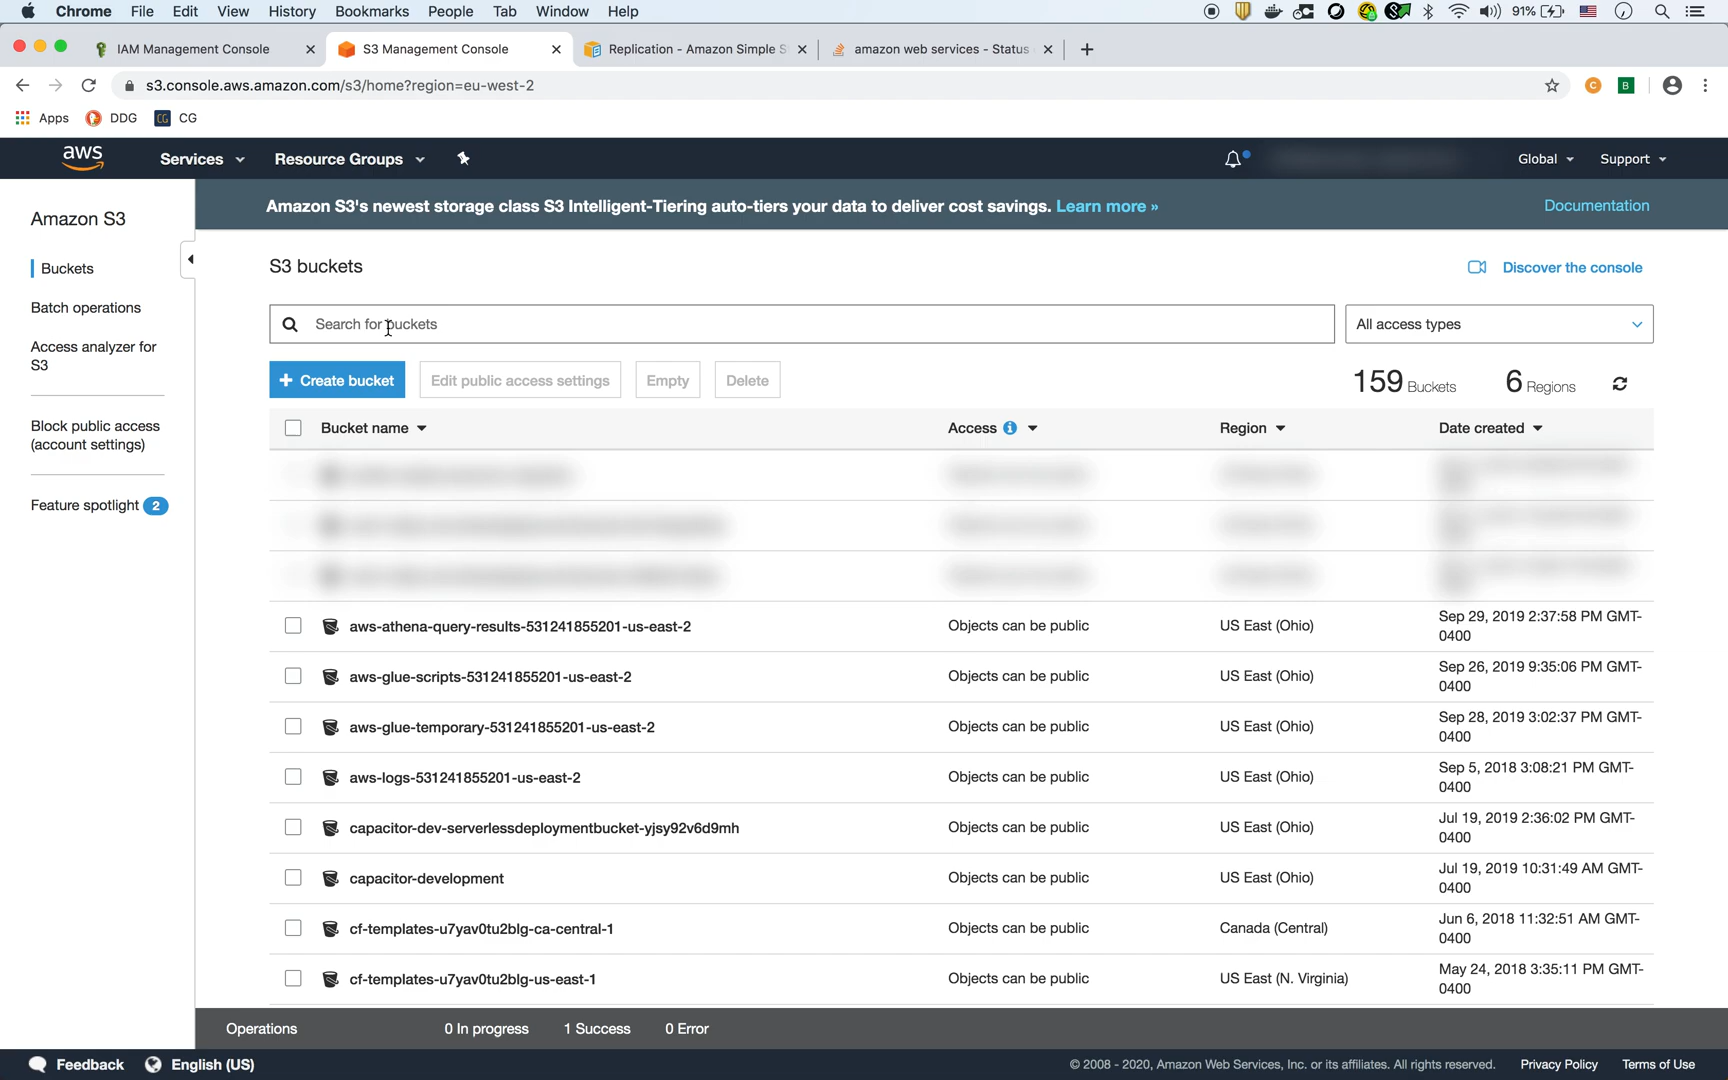 Chrome File Edit View History Bookmarks People Tab Window Help 91%
IAM Management Console S3 Management Console Replication - Amazon Simple S amazon web services - Status
s3.console.aws.amazon.com/s3/home?region=eu-west-2
Apps DDG CG CG
aws Services Resource Groups Global Support
Amazon S3's newest storage class S3 Intelligent-Tiering auto-tiers your data to deliver cost savings. Learn more » Documentation
Amazon S3
Buckets
Batch operations
Access analyzer for
S3
Block public access
(account settings)
Feature spotlight 2
S3 buckets Discover the console
Search for buckets All access types
+ Create bucket Edit public access settings Empty Delete 159 Buckets 6 Regions
Bucket name Access Region Date created
aws-athena-query-results-531241855201-us-east-2 Objects can be public US East (Ohio) Sep 29, 2019 2:37:58 PM GMT-
0400
aws-glue-scripts-531241855201-us-east-2 Objects can be public US East (Ohio) Sep 26, 2019 9:35:06 PM GMT-
0400
aws-glue-temporary-531241855201-us-east-2 Objects can be public US East (Ohio) Sep 28, 2019 3:02:37 PM GMT-
0400
aws-logs-531241855201-us-east-2 Objects can be public US East (Ohio) Sep 5, 2018 3:08:21 PM GMT-
0400
capacitor-dev-serverlessdeploymentbucket-yjsy92v6d9mh Objects can be public US East (Ohio) Jul 19, 2019 2:36:02 PM GMT-
0400
capacitor-development Objects can be public US East (Ohio) Jul 19, 2019 10:31:49 AM GMT-
0400
cf-templates-u7yav0tu2blg-ca-central-1 Objects can be public Canada (Central) Jun 6, 2018 11:32:51 AM GMT-
0400
cf-templates-u7yav0tu2blg-us-east-1 Objects can be public US East (N. Virginia) May 24, 2018 3:35:11 PM GMT-
0400
Operations 0 In progress 1 Success 0 Error
Feedback English (US) © 2008 - 2020, Amazon Web Services, Inc. or its affiliates. All rights reserved. Privacy Policy Terms of Use